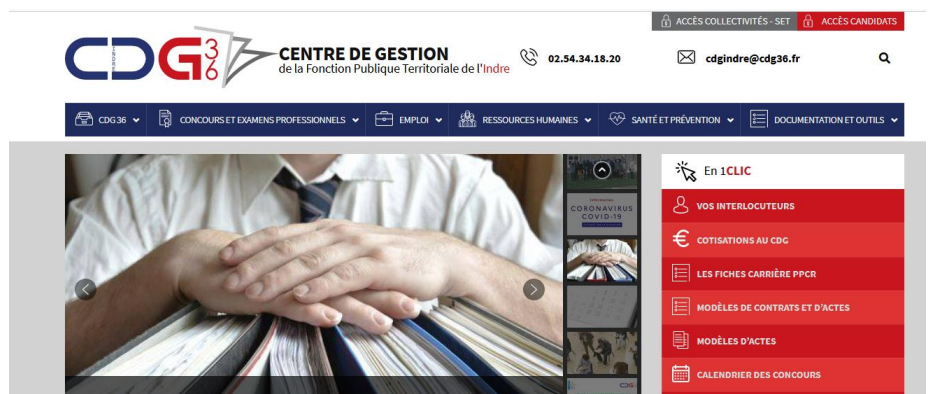 ACCÈS COLLECTIVITÉS - SET
ACCÈS CANDIDATS
CDG36
INDRE
CENTRE DE GESTION
de la Fonction Publique Territoriale de l'Indre
02.54.34.18.20
cdgindre@cdg36.fr
CDG36
CONCOURS ET EXAMENS PROFESSIONNELS
EMPLOI
RESSOURCES HUMAINES
SANTÉ ET PRÉVENTION
DOCUMENTATION ET OUTILS
CORONAVIRUS
COVID-19
CDG
En 1CLIC
VOS INTERLOCUTEURS
COTISATIONS AU CDG
LES FICHES CARRIÈRE PPCR
MODÈLES DE CONTRATS ET D'ACTES
MODÈLES D'ACTES
CALENDRIER DES CONCOURS